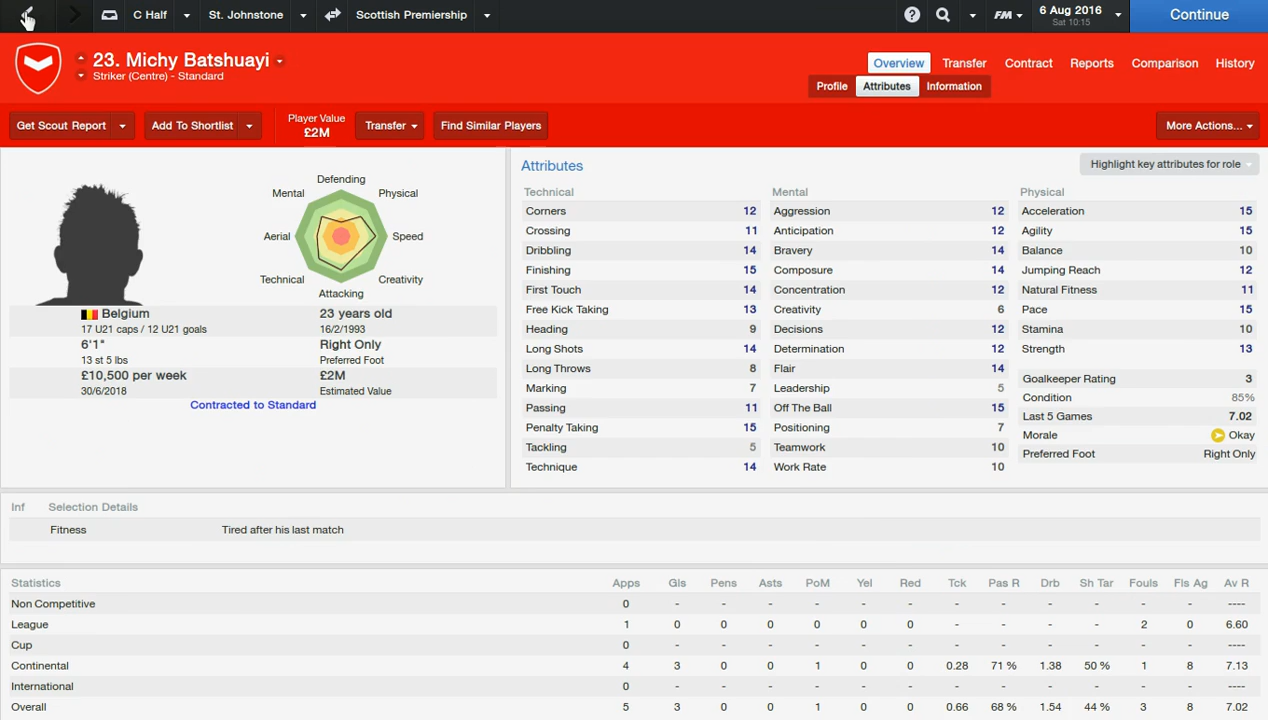 C Half St. Johnstone Scottish Premiership FM 6 Aug 2016 Continue
Sat 10:15
23. Michy Batshuayi
Striker (Centre) - Standard
Overview Transfer Contract Reports Comparison History
Profile Attributes Information
Get Scout Report Add To Shortlist Player Value £2M Transfer Find Similar Players More Actions...
Defending
Mental Physical
Aerial Speed
Technical Creativity
Attacking
Belgium 23 years old
17 U21 caps / 12 U21 goals 16/2/1993
6'1" Right Only
13 st 5 lbs Preferred Foot
£10,500 per week £2M
30/6/2018 Estimated Value
Contracted to Standard
Attributes Highlight key attributes for role
Technical Mental Physical
Corners 12 Aggression 12 Acceleration 15
Crossing 11 Anticipation 12 Agility 15
Dribbling 14 Bravery 14 Balance 10
Finishing 15 Composure 14 Jumping Reach 12
First Touch 14 Concentration 12 Natural Fitness 11
Free Kick Taking 13 Creativity 6 Pace 15
Heading 9 Decisions 12 Stamina 10
Long Shots 14 Determination 12 Strength 13
Long Throws 8 Flair 14 Goalkeeper Rating 3
Marking 7 Leadership 5 Condition 85%
Passing 11 Off The Ball 15 Last 5 Games 7.02
Penalty Taking 15 Positioning 7 Morale Okay
Tackling 5 Teamwork 10 Preferred Foot Right Only
Technique 14 Work Rate 10
Inf Selection Details
Fitness Tired after his last match
Statistics Apps Gls Pens Asts PoM Yel Red Tck Pas R Drb Sh Tar Fouls Fls Ag Av R
Non Competitive 0 - - - - - - - - - - - - ----
League 1 0 0 0 0 0 0 - - - - 2 0 6.60
Cup 0 - - - - - - - - - - - - ----
Continental 4 3 0 0 1 0 0 0.28 71 % 1.38 50 % 1 8 7.13
International 0 - - - - - - - - - - - - ----
Overall 5 3 0 0 1 0 0 0.66 68 % 1.54 44 % 3 8 7.02